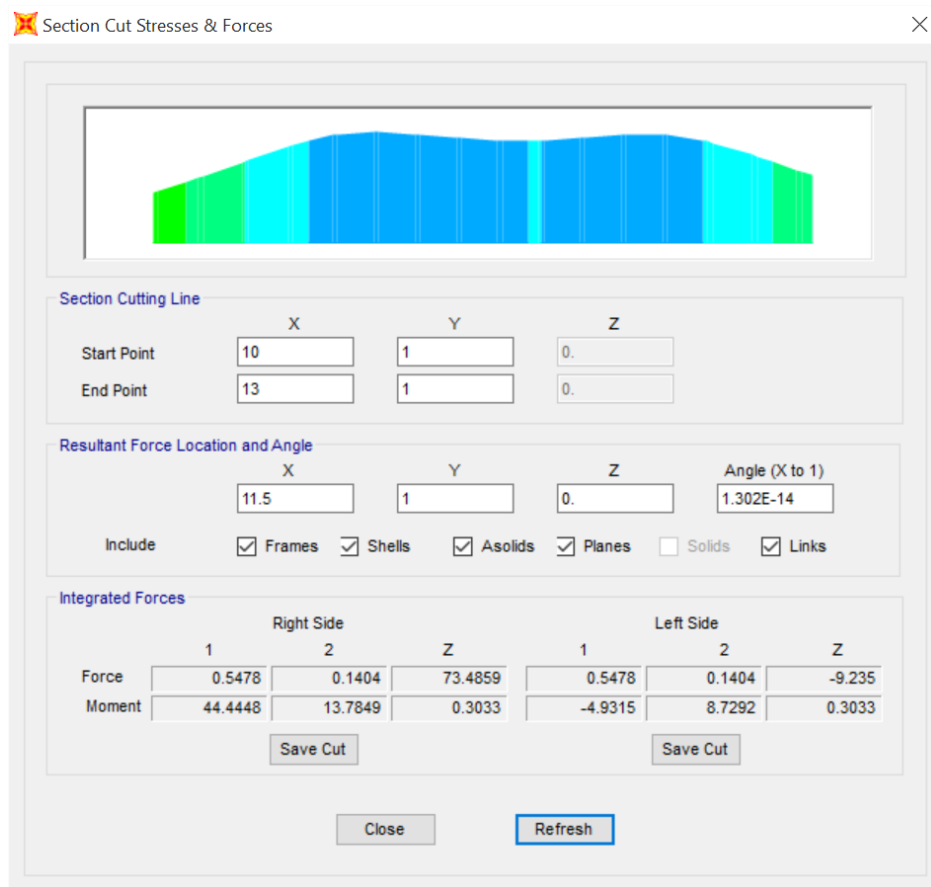 Section Cut Stresses & Forces
Section Cutting Line
X Y Z
Start Point 10 1 0.
End Point 13 1 0.
Resultant Force Location and Angle
X Y Z Angle (X to 1)
11.5 1 0. 1.302E-14
Include Frames Shells Asolids Planes Solids Links
Integrated Forces
Right Side Left Side
1 2 Z 1 2 Z
Force 0.5478 0.1404 73.4859 0.5478 0.1404 -9.235
Moment 44.4448 13.7849 0.3033 -4.9315 8.7292 0.3033
Save Cut Save Cut
Close Refresh